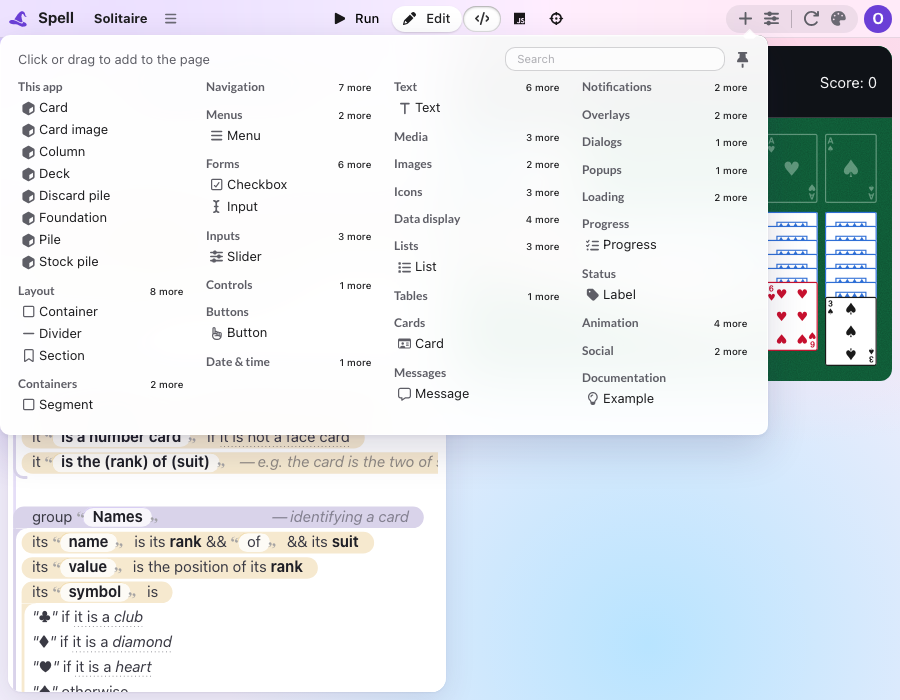 Spell Solitaire Run Edit </> JS O
Click or drag to add to the page
Search
Score: 0
This app
Card
Card image
Column
Deck
Discard pile
Foundation
Pile
Stock pile
Layout 8 more
Container
Divider
Section
Containers 2 more
Segment
Navigation 7 more
Menus 2 more
Menu
Forms 6 more
Checkbox
Input
Inputs 3 more
Slider
Controls 1 more
Buttons
Button
Date & time 1 more
Text 6 more
Text
Media 3 more
Images 2 more
Icons 3 more
Data display 4 more
Lists 3 more
List
Tables 1 more
Cards
Card
Messages
Message
Notifications 2 more
Overlays 2 more
Dialogs 1 more
Popups 1 more
Loading 2 more
Progress
Progress
Status
Label
Animation 4 more
Social 2 more
Documentation
Example
A
A
A
A
6
6
3
3
it “ is a number card „ if it is not a face card
it “ is the (rank) of (suit) „ — e.g. the card is the two of
group “ Names „ — identifying a card
its “ name „ is its rank && “ of „ && its suit
its “ value „ is the position of its rank
its “ symbol „ is
"♣" if it is a club
"♦" if it is a diamond
"♥" if it is a heart
"♠" otherwise